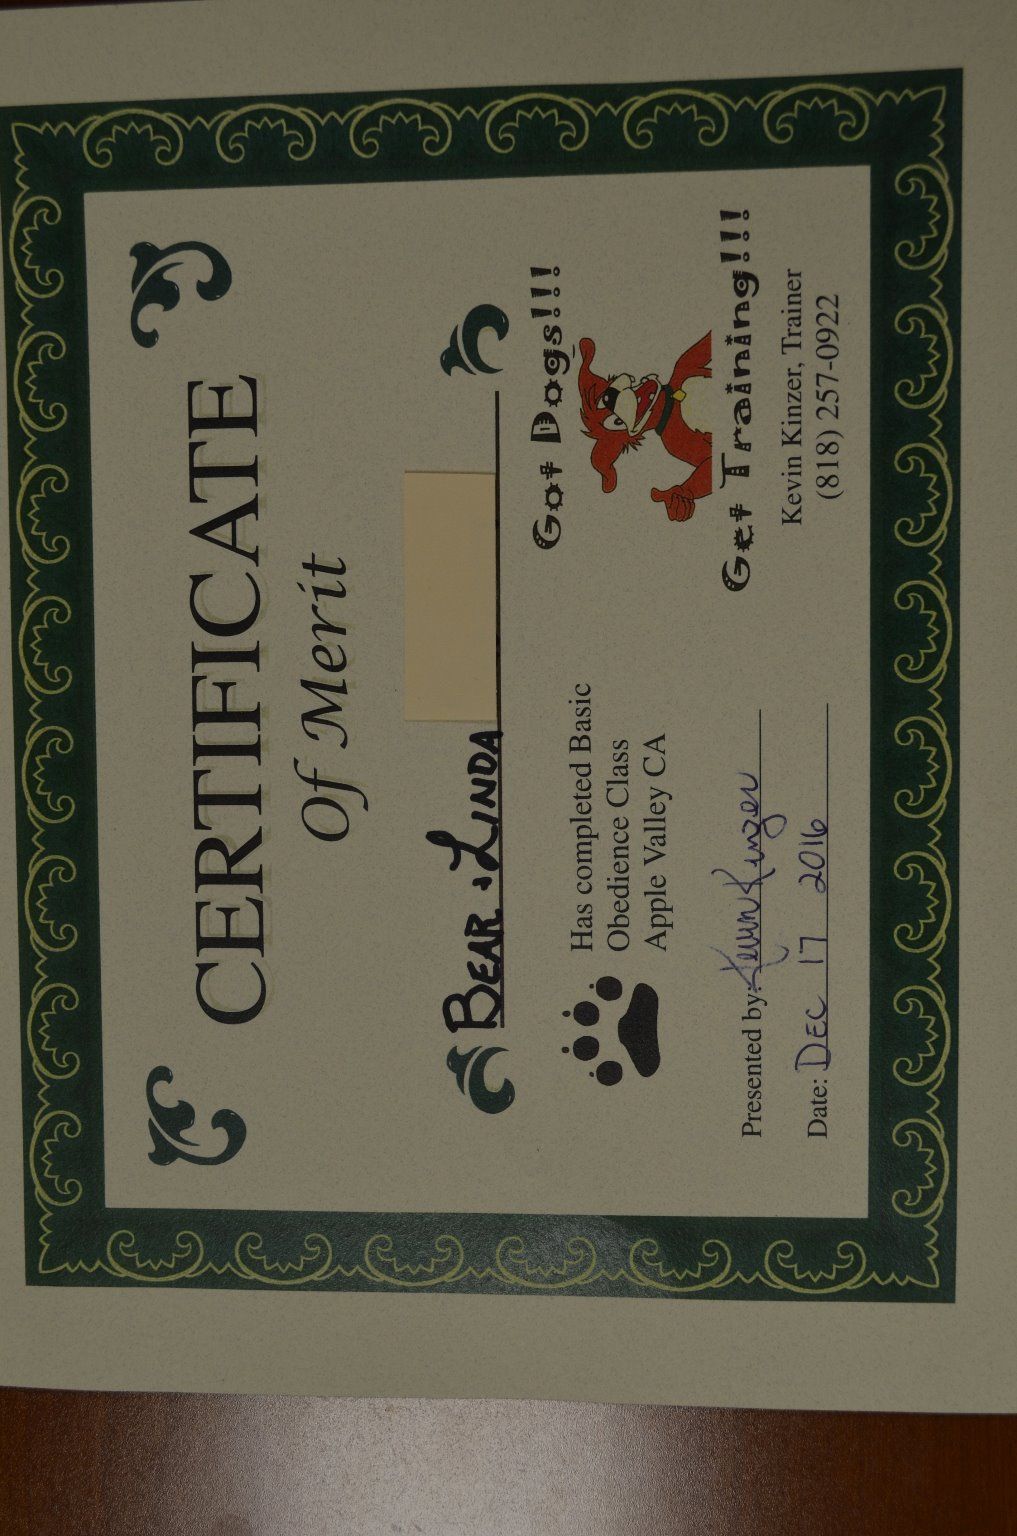 CERTIFICATE
Of Merit
BEAR & LINDA
Has completed Basic
Obedience Class
Apple Valley CA
Presented by: Kevin Kinzer
Date: DEC 17 2016
Got Dogs!!!
Get Training!!!
Kevin Kinzer, Trainer
(818) 257-0922